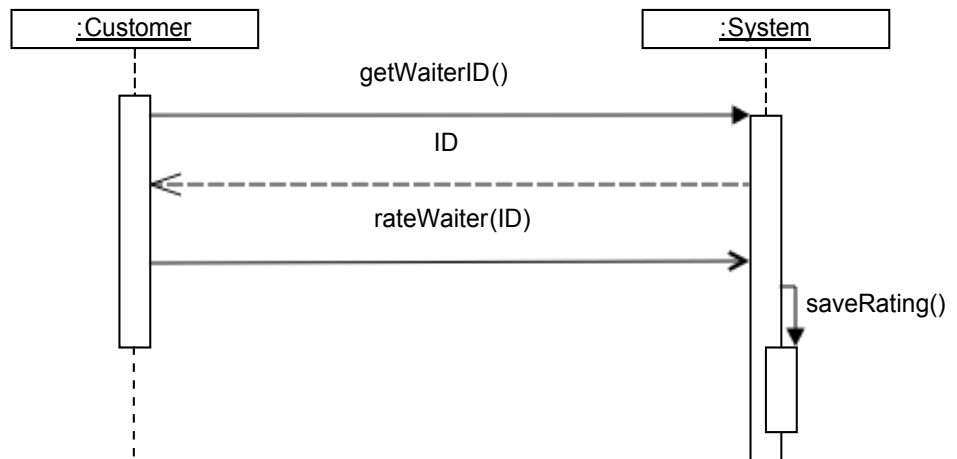 :Customer
:System
getWaiterID()
ID
rateWaiter(ID)
saveRating()